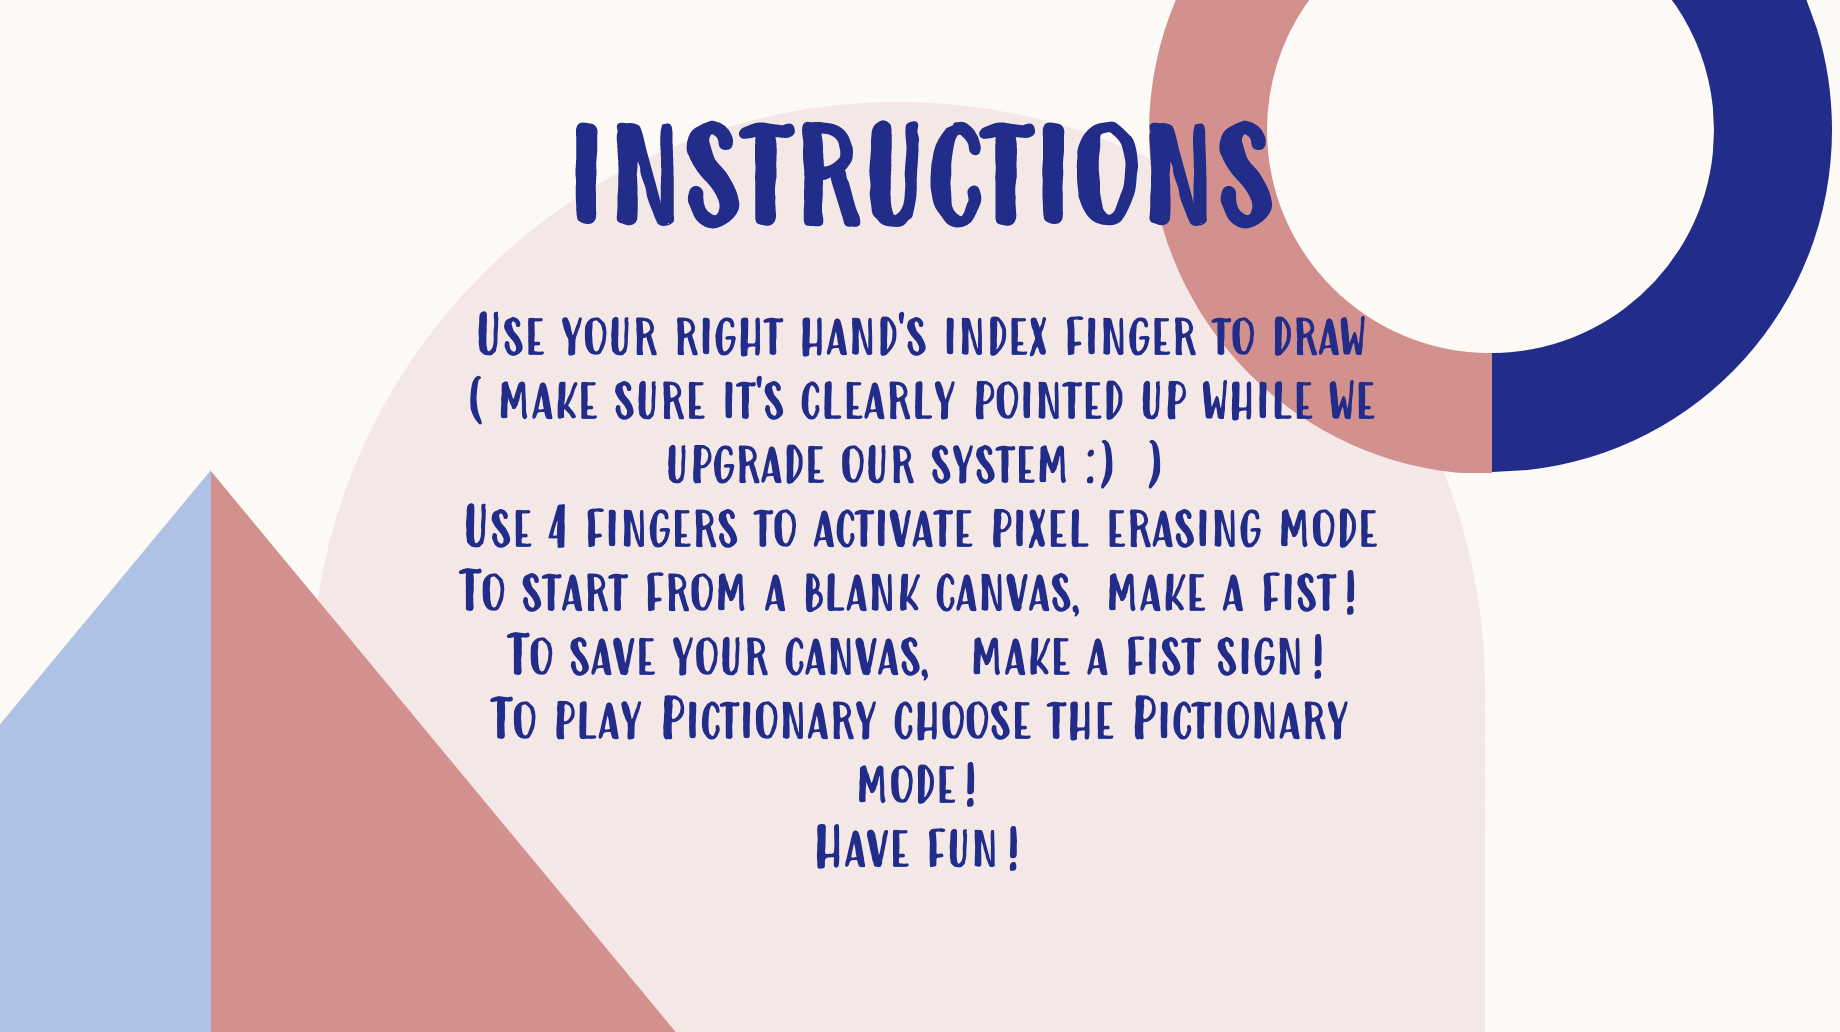 INSTRUCTIONS
Use your right hand's index finger to draw
( make sure it's clearly pointed up while we
upgrade our system :) )
Use 4 fingers to activate pixel erasing mode
To start from a blank canvas, make a fist!
To save your canvas, make a fist sign!
To play Pictionary choose the Pictionary
mode!
Have fun!